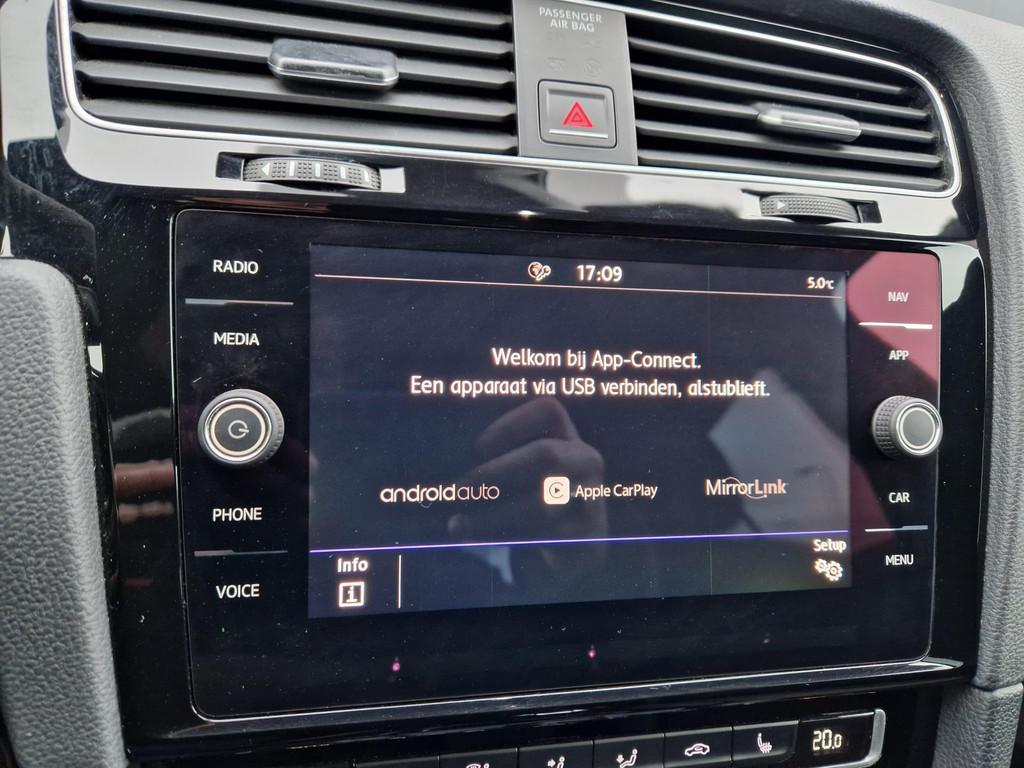 PASSENGER
AIR BAG
RADIO
MEDIA
PHONE
VOICE
17:09
5.0°C
Welkom bij App-Connect.
Een apparaat via USB verbinden, alstublieft.
androidauto
Apple CarPlay
MirrorLink
Info
i
Setup
NAV
APP
CAR
MENU
20.0